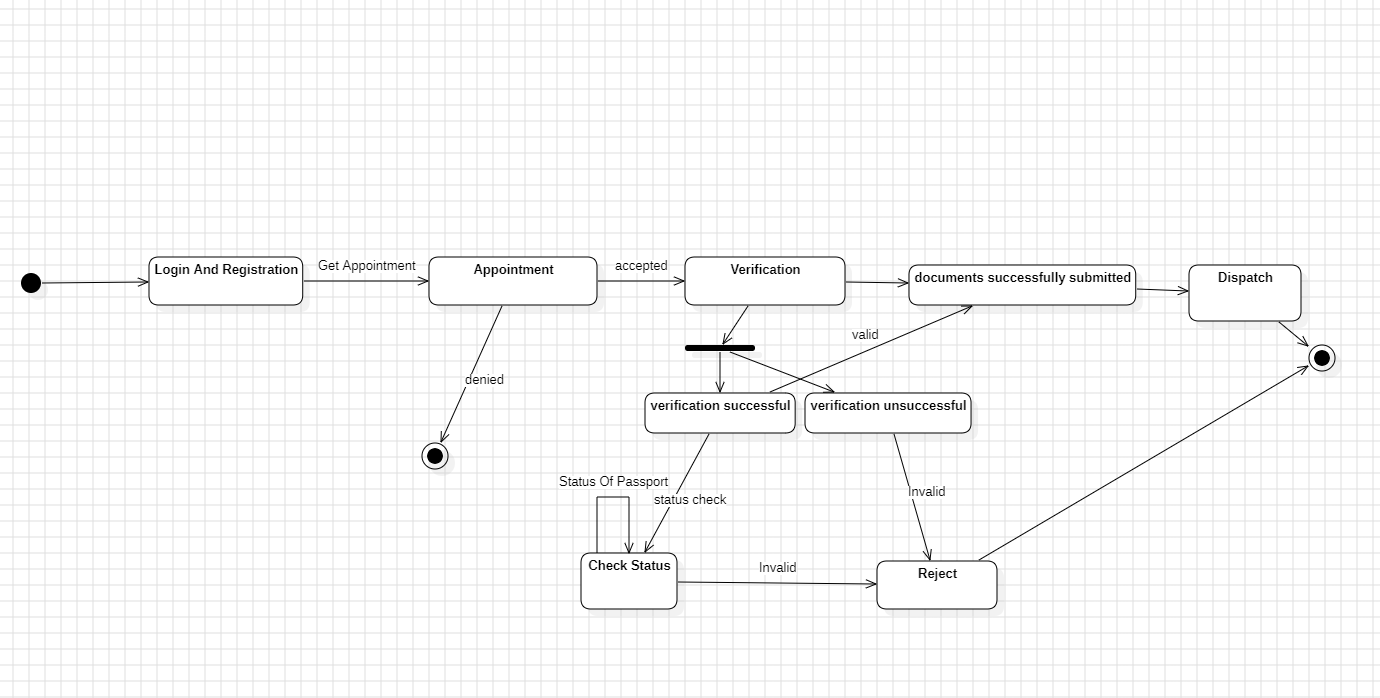 Login And Registration
Get Appointment
Appointment
accepted
Verification
documents successfully submitted
Dispatch
valid
denied
verification successful
verification unsuccessful
Status Of Passport
status check
Invalid
Check Status
Invalid
Reject